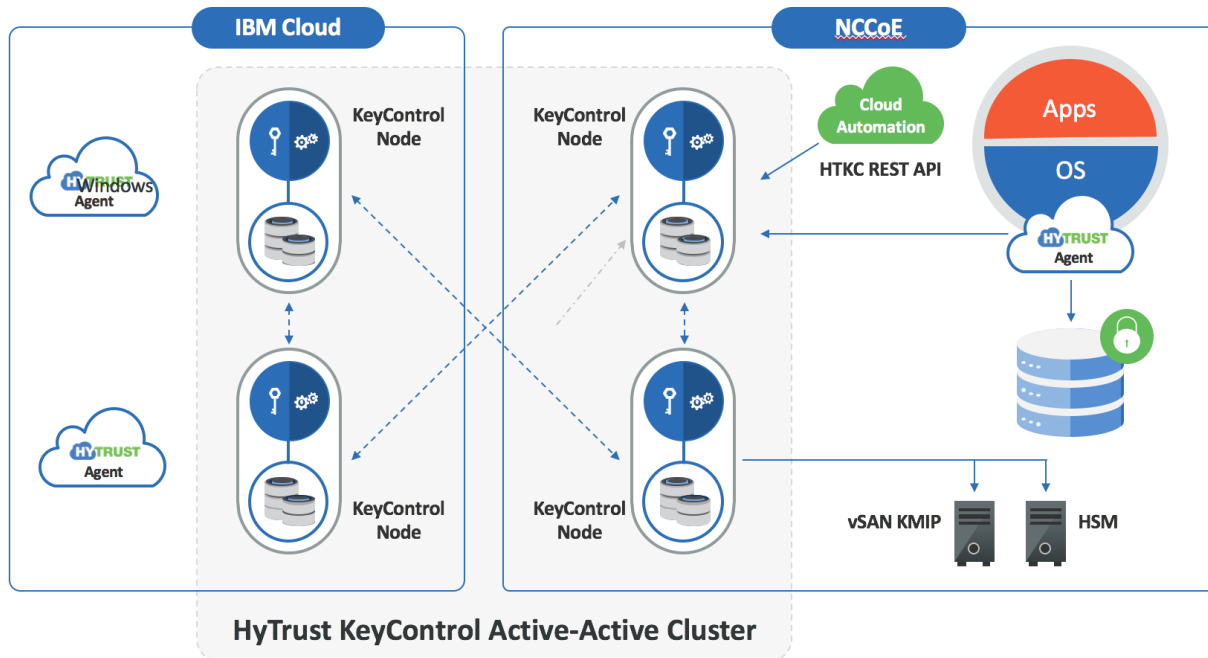 IBM Cloud
NCCoE
KeyControl
Node
KeyControl
Node
Cloud
Automation
HTKC REST API
Apps
OS
HYTRUST
Windows
Agent
HYTRUST
Agent
HYTRUST
Agent
KeyControl
Node
KeyControl
Node
vSAN KMIP
HSM
HyTrust KeyControl Active-Active Cluster